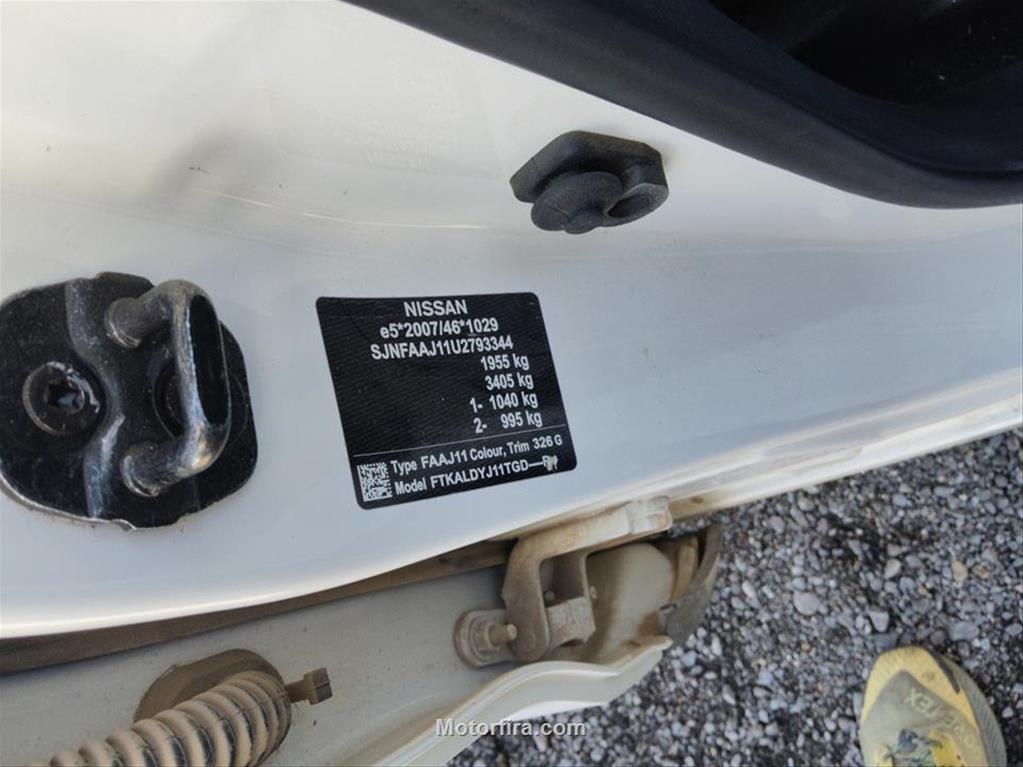 NISSAN
e5*2007/46*1029
SJNFAAJ11U2793344
1955 kg
3405 kg
1- 1040 kg
2- 995 kg
Type FAAJ11 Colour, Trim 326 G
Model FTKALDYJ11TGD-----
Motorfira.com